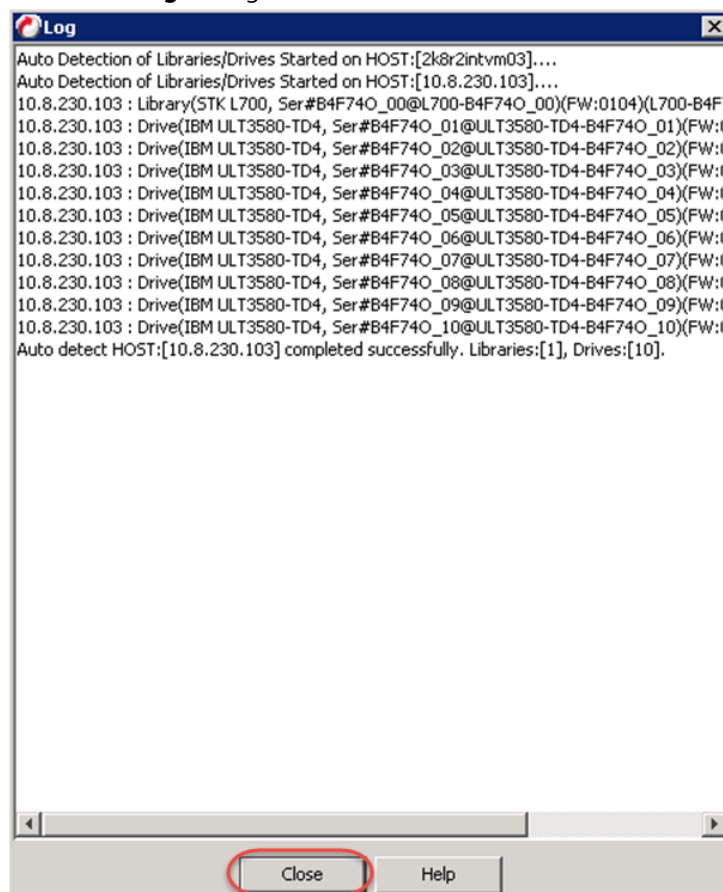 Log
Auto Detection of Libraries/Drives Started on HOST:[2k8r2intvm03]....
Auto Detection of Libraries/Drives Started on HOST:[10.8.230.103]....
10.8.230.103 : Library(STK L700, Ser#B4F74O_00@L700-B4F74O_00)(FW:0104)(L700-B4F
10.8.230.103 : Drive(IBM ULT3580-TD4, Ser#B4F74O_01@ULT3580-TD4-B4F74O_01)(FW:
10.8.230.103 : Drive(IBM ULT3580-TD4, Ser#B4F74O_02@ULT3580-TD4-B4F74O_02)(FW:
10.8.230.103 : Drive(IBM ULT3580-TD4, Ser#B4F74O_03@ULT3580-TD4-B4F74O_03)(FW:
10.8.230.103 : Drive(IBM ULT3580-TD4, Ser#B4F74O_04@ULT3580-TD4-B4F74O_04)(FW:
10.8.230.103 : Drive(IBM ULT3580-TD4, Ser#B4F74O_05@ULT3580-TD4-B4F74O_05)(FW:
10.8.230.103 : Drive(IBM ULT3580-TD4, Ser#B4F74O_06@ULT3580-TD4-B4F74O_06)(FW:
10.8.230.103 : Drive(IBM ULT3580-TD4, Ser#B4F74O_07@ULT3580-TD4-B4F74O_07)(FW:
10.8.230.103 : Drive(IBM ULT3580-TD4, Ser#B4F74O_08@ULT3580-TD4-B4F74O_08)(FW:
10.8.230.103 : Drive(IBM ULT3580-TD4, Ser#B4F74O_09@ULT3580-TD4-B4F74O_09)(FW:
10.8.230.103 : Drive(IBM ULT3580-TD4, Ser#B4F74O_10@ULT3580-TD4-B4F74O_10)(FW:
Auto detect HOST:[10.8.230.103] completed successfully. Libraries:[1], Drives:[10].
Close Help